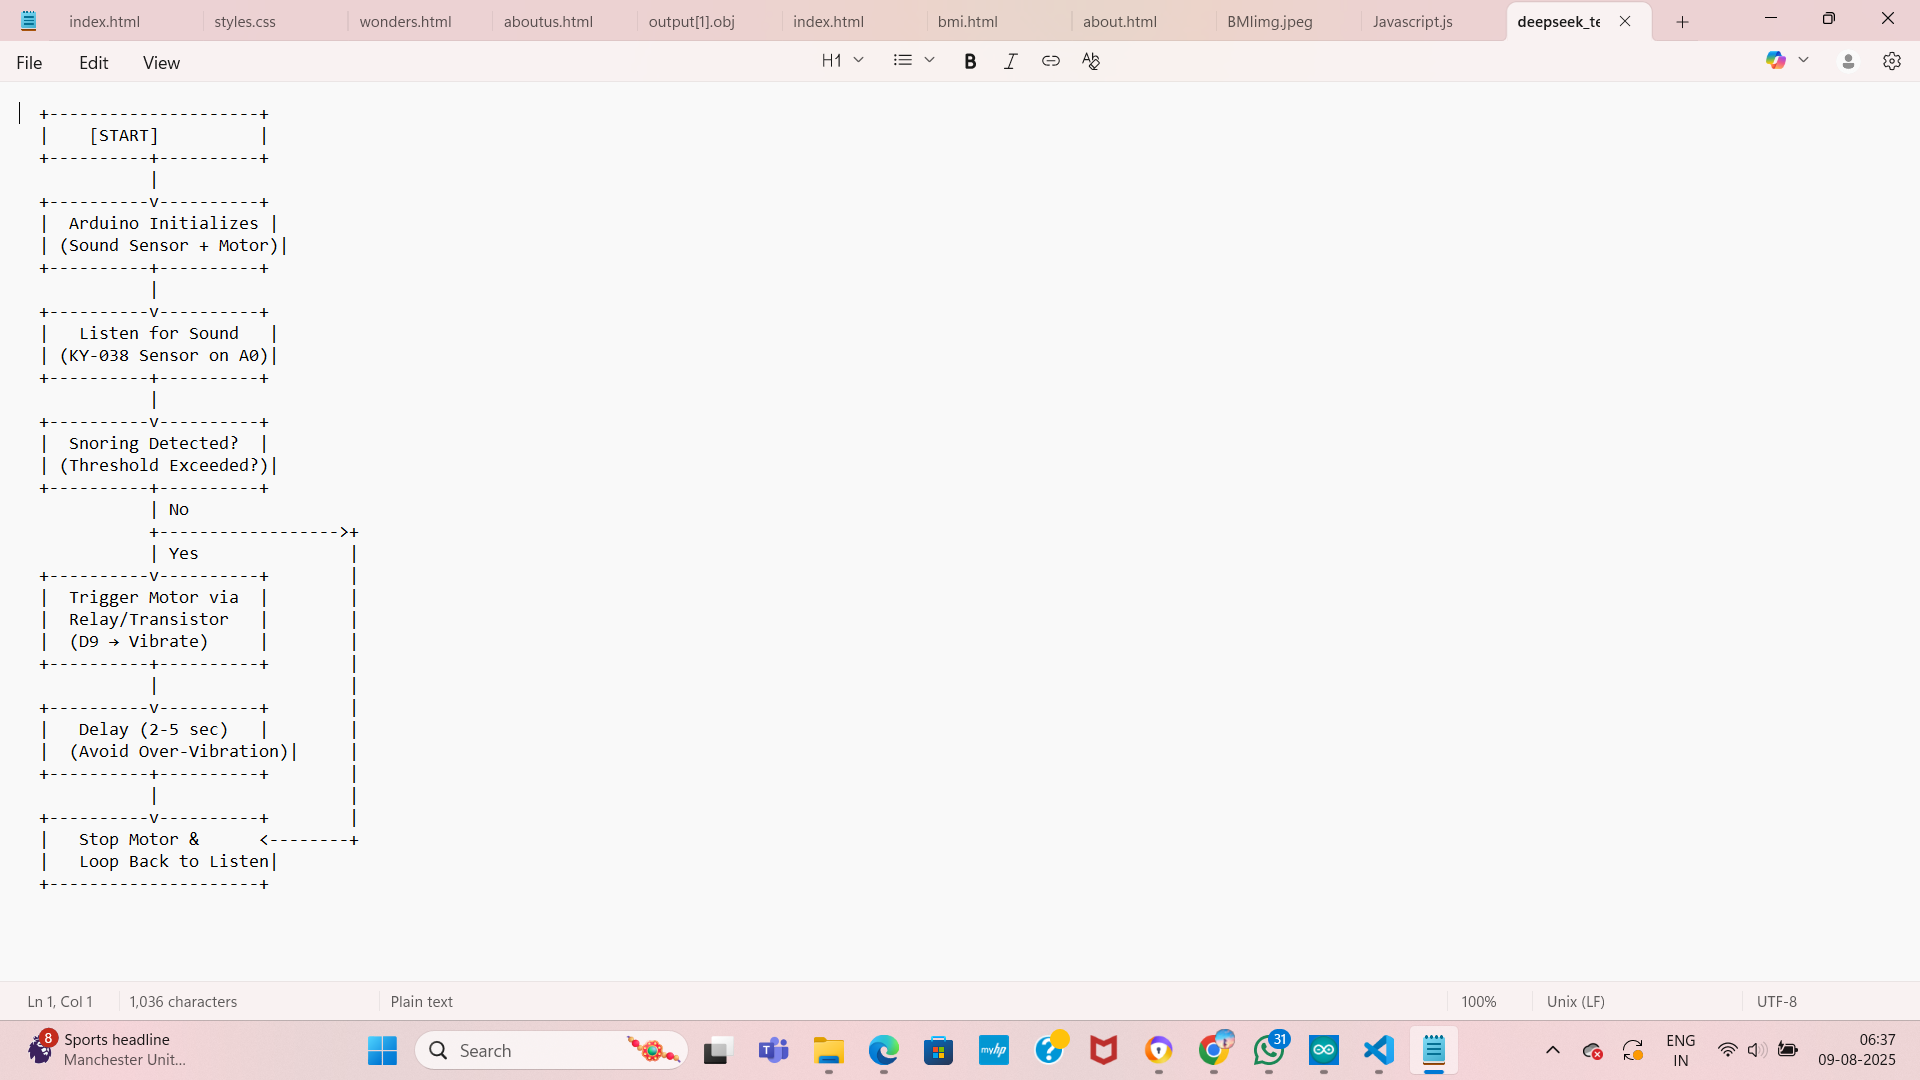 index.html styles.css wonders.html aboutus.html output[1].obj index.html bmi.html about.html BMIimg.jpeg Javascript.js deepseek_te
File Edit View H1 B I
+---------------------+
|    [START]          |
+----------+----------+
           |
+----------v----------+
|  Arduino Initializes |
| (Sound Sensor + Motor)|
+----------+----------+
           |
+----------v----------+
|   Listen for Sound   |
| (KY-038 Sensor on A0)|
+----------+----------+
           |
+----------v----------+
|  Snoring Detected?  |
| (Threshold Exceeded?)|
+----------+----------+
           | No
           +------------------>+
           | Yes               |
+----------v----------+        |
|  Trigger Motor via  |        |
|  Relay/Transistor   |        |
|  (D9 → Vibrate)     |        |
+----------+----------+        |
           |                   |
+----------v----------+        |
|   Delay (2-5 sec)   |        |
|  (Avoid Over-Vibration)|     |
+----------+----------+        |
           |                   |
+----------v----------+        |
|   Stop Motor &      <--------+
|   Loop Back to Listen|
+---------------------+
Ln 1, Col 1 1,036 characters Plain text 100% Unix (LF) UTF-8
8 Sports headline
Manchester Unit...
Search
myhp
31
ENG
IN
06:37
09-08-2025